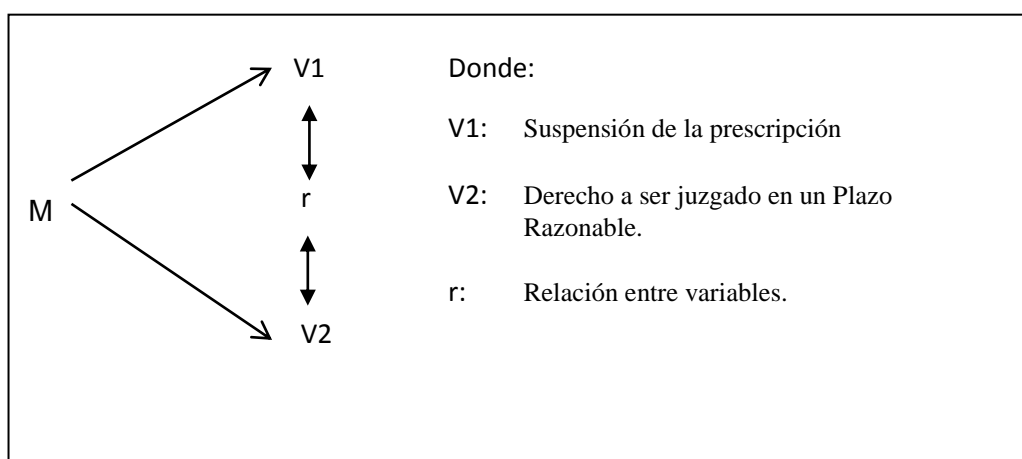 V1
Donde:
V1: Suspensión de la prescripción
V2: Derecho a ser juzgado en un Plazo
Razonable.
M
r
r: Relación entre variables.
V2